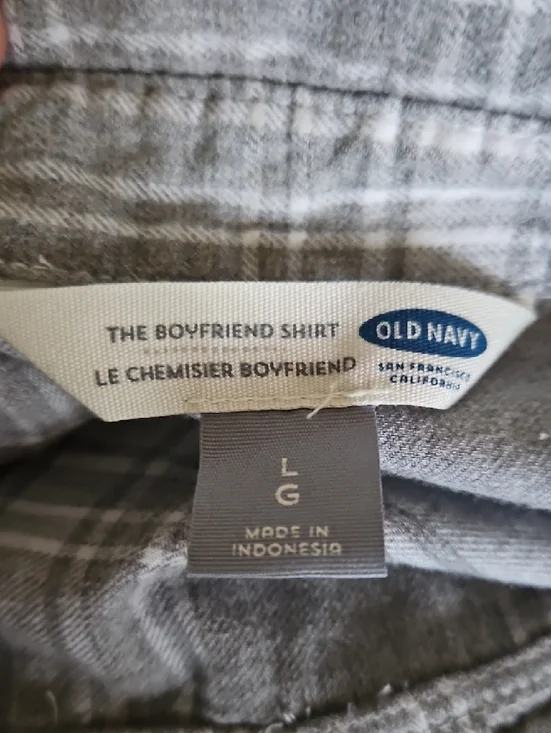 THE BOYFRIEND SHIRT
LE CHEMISIER BOYFRIEND
OLD NAVY
SAN FRANCISCO
CALIFORNIA
L
G
MADE IN
INDONESIA